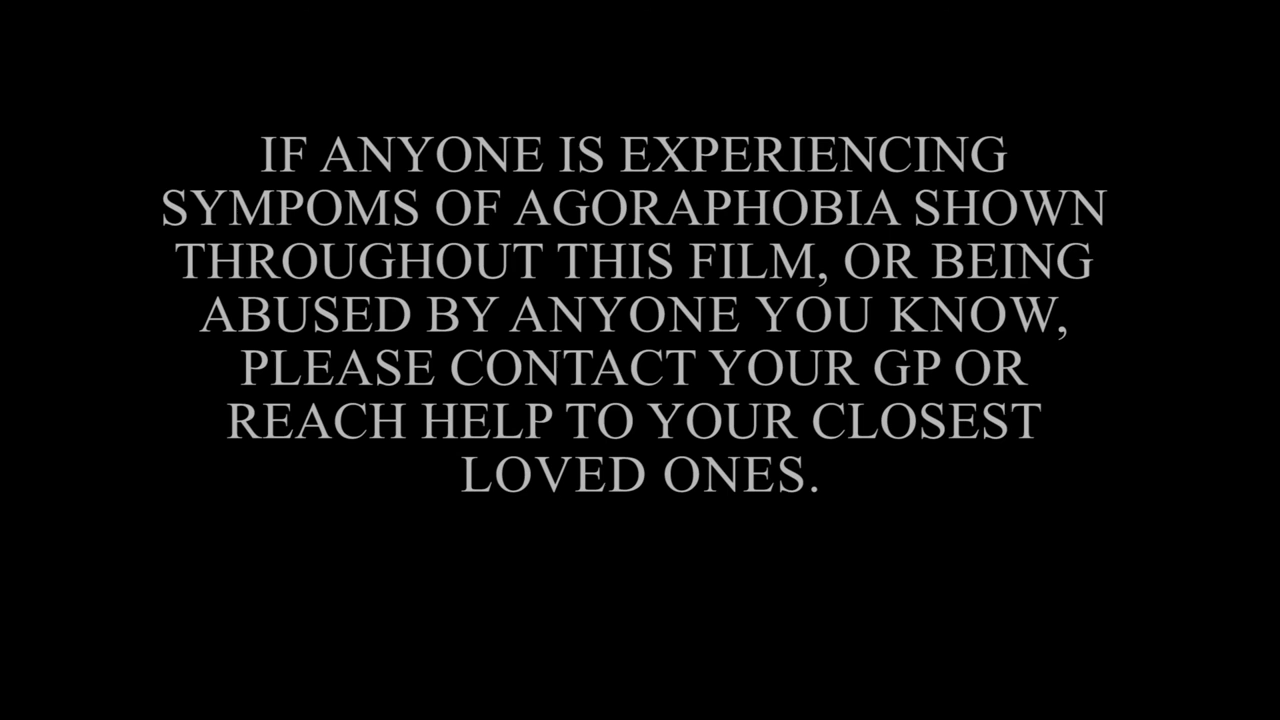 IF ANYONE IS EXPERIENCING
SYMPOMS OF AGORAPHOBIA SHOWN
THROUGHOUT THIS FILM, OR BEING
ABUSED BY ANYONE YOU KNOW,
PLEASE CONTACT YOUR GP OR
REACH HELP TO YOUR CLOSEST
LOVED ONES.